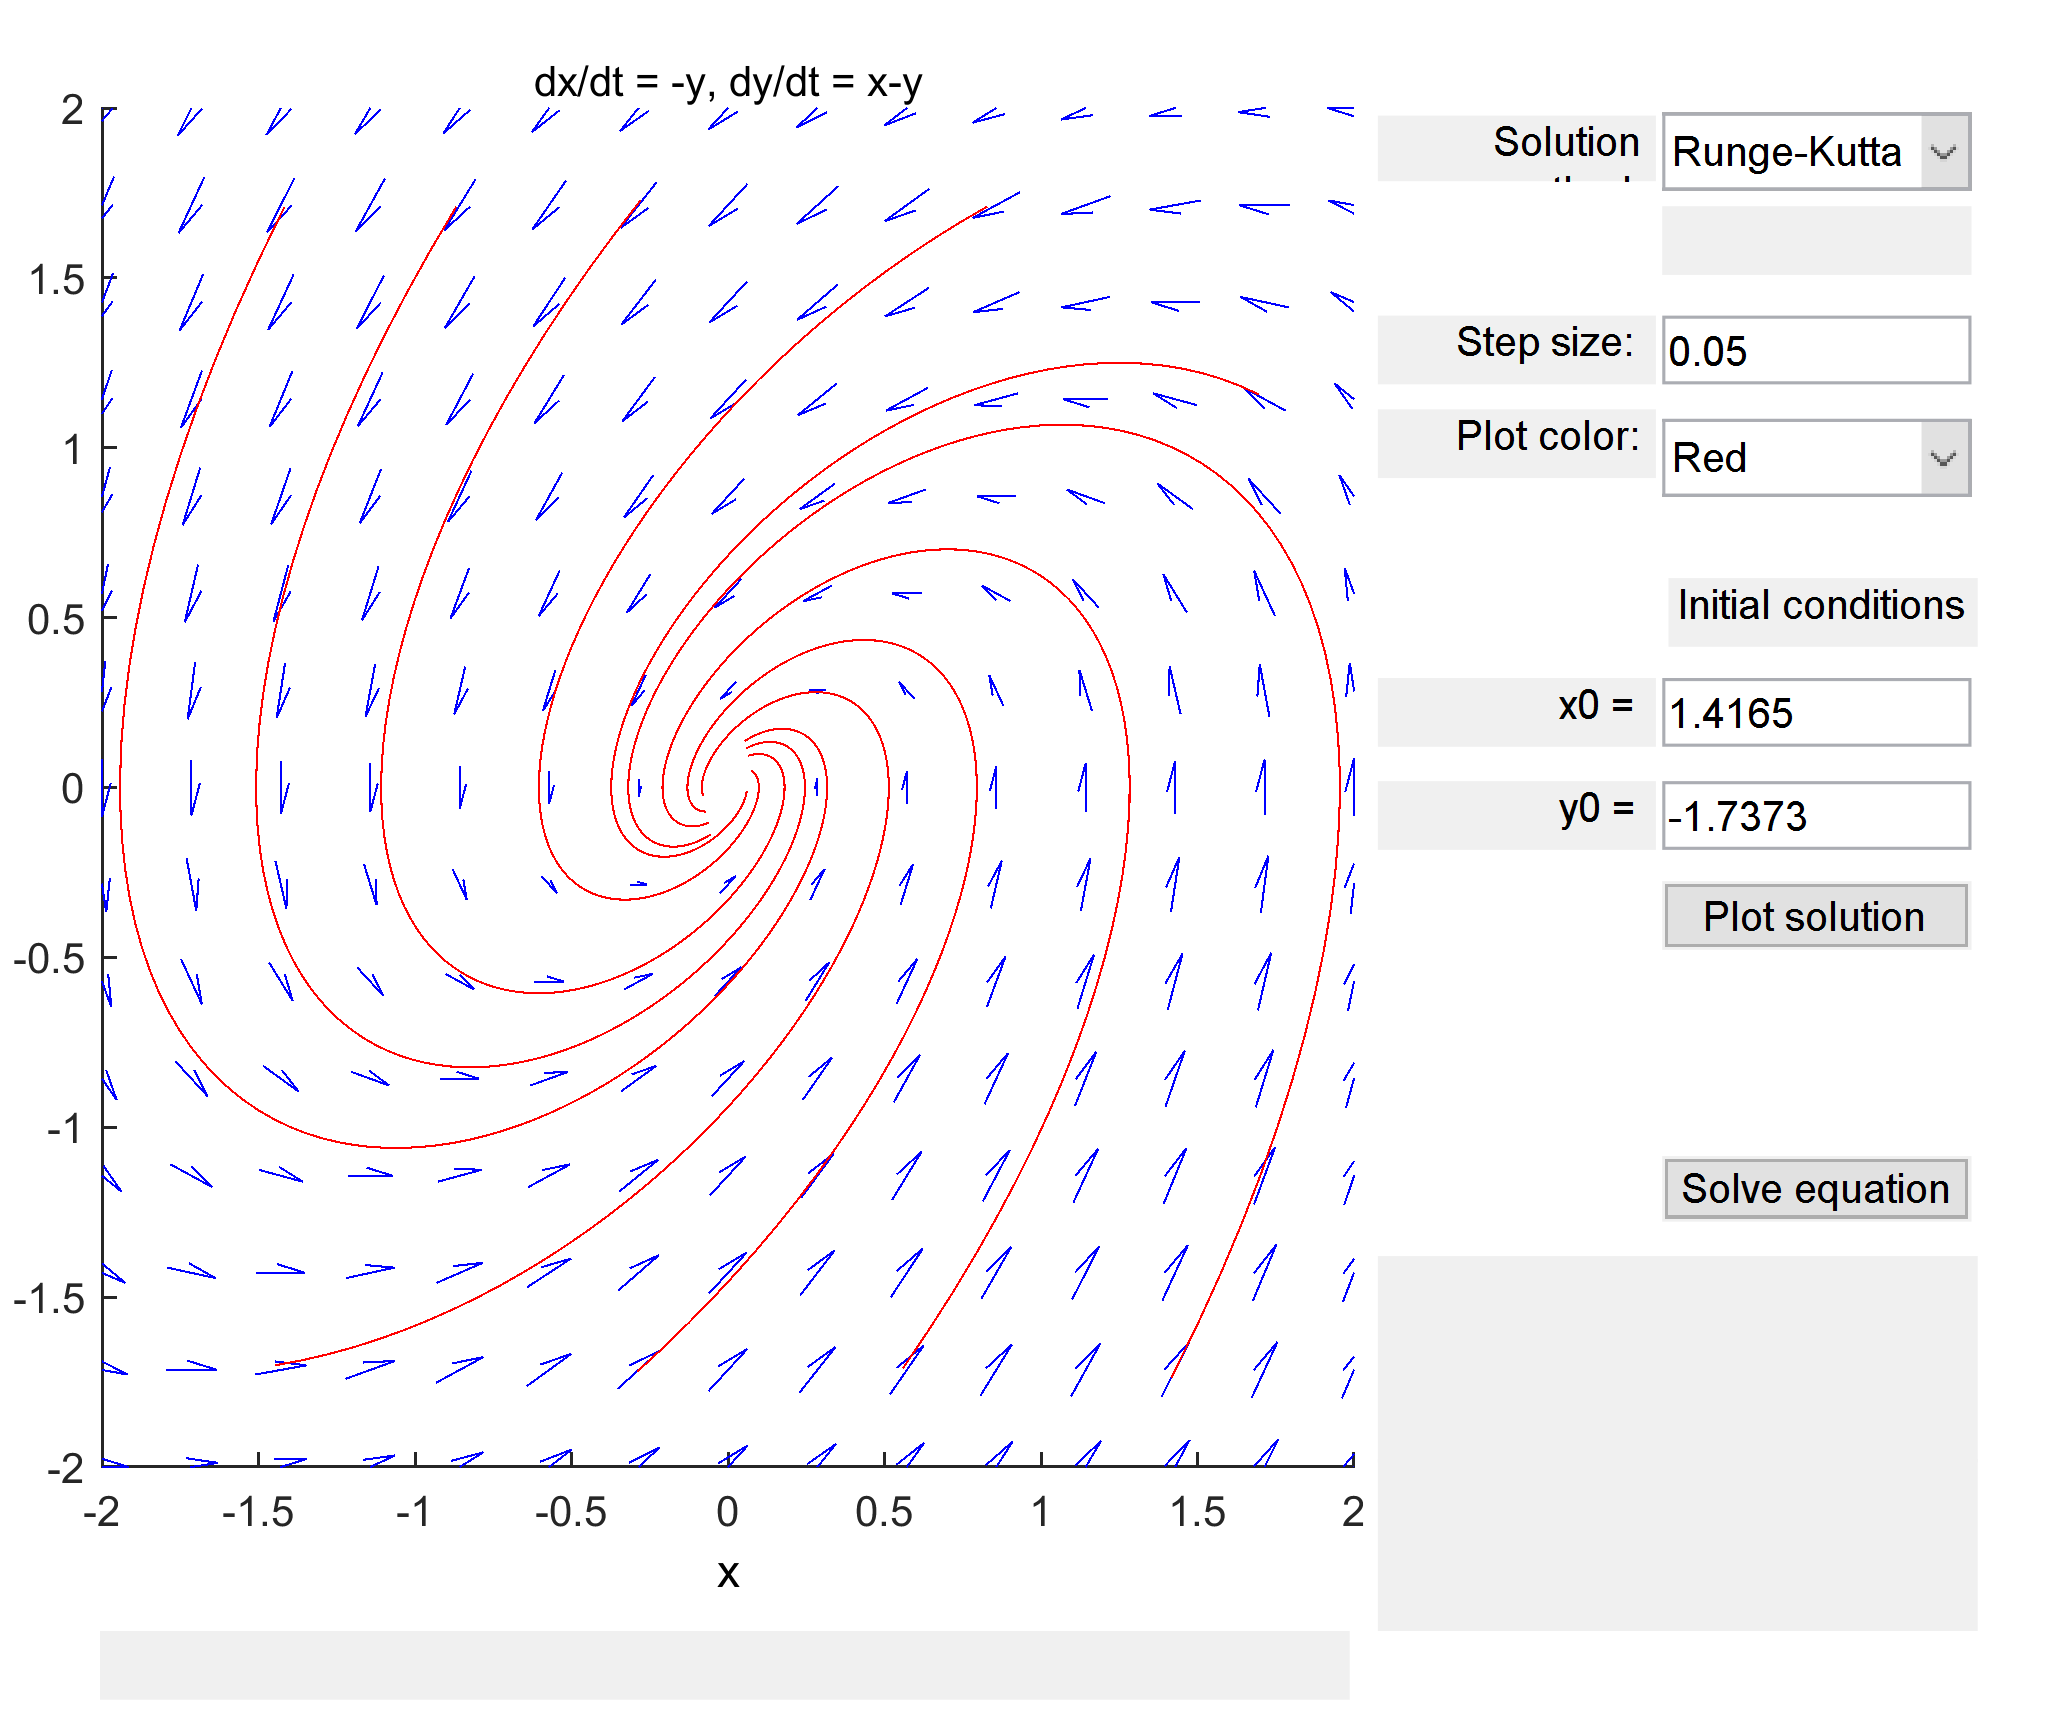 dx/dt = -y, dy/dt = x-y
2
1.5
1
0.5
0
-0.5
-1
-1.5
-2
-2 -1.5 -1 -0.5 0 0.5 1 1.5 2
x
Solution
Runge-Kutta
Step size: 0.05
Plot color: Red
Initial conditions
x0 = 1.4165
y0 = -1.7373
Plot solution
Solve equation